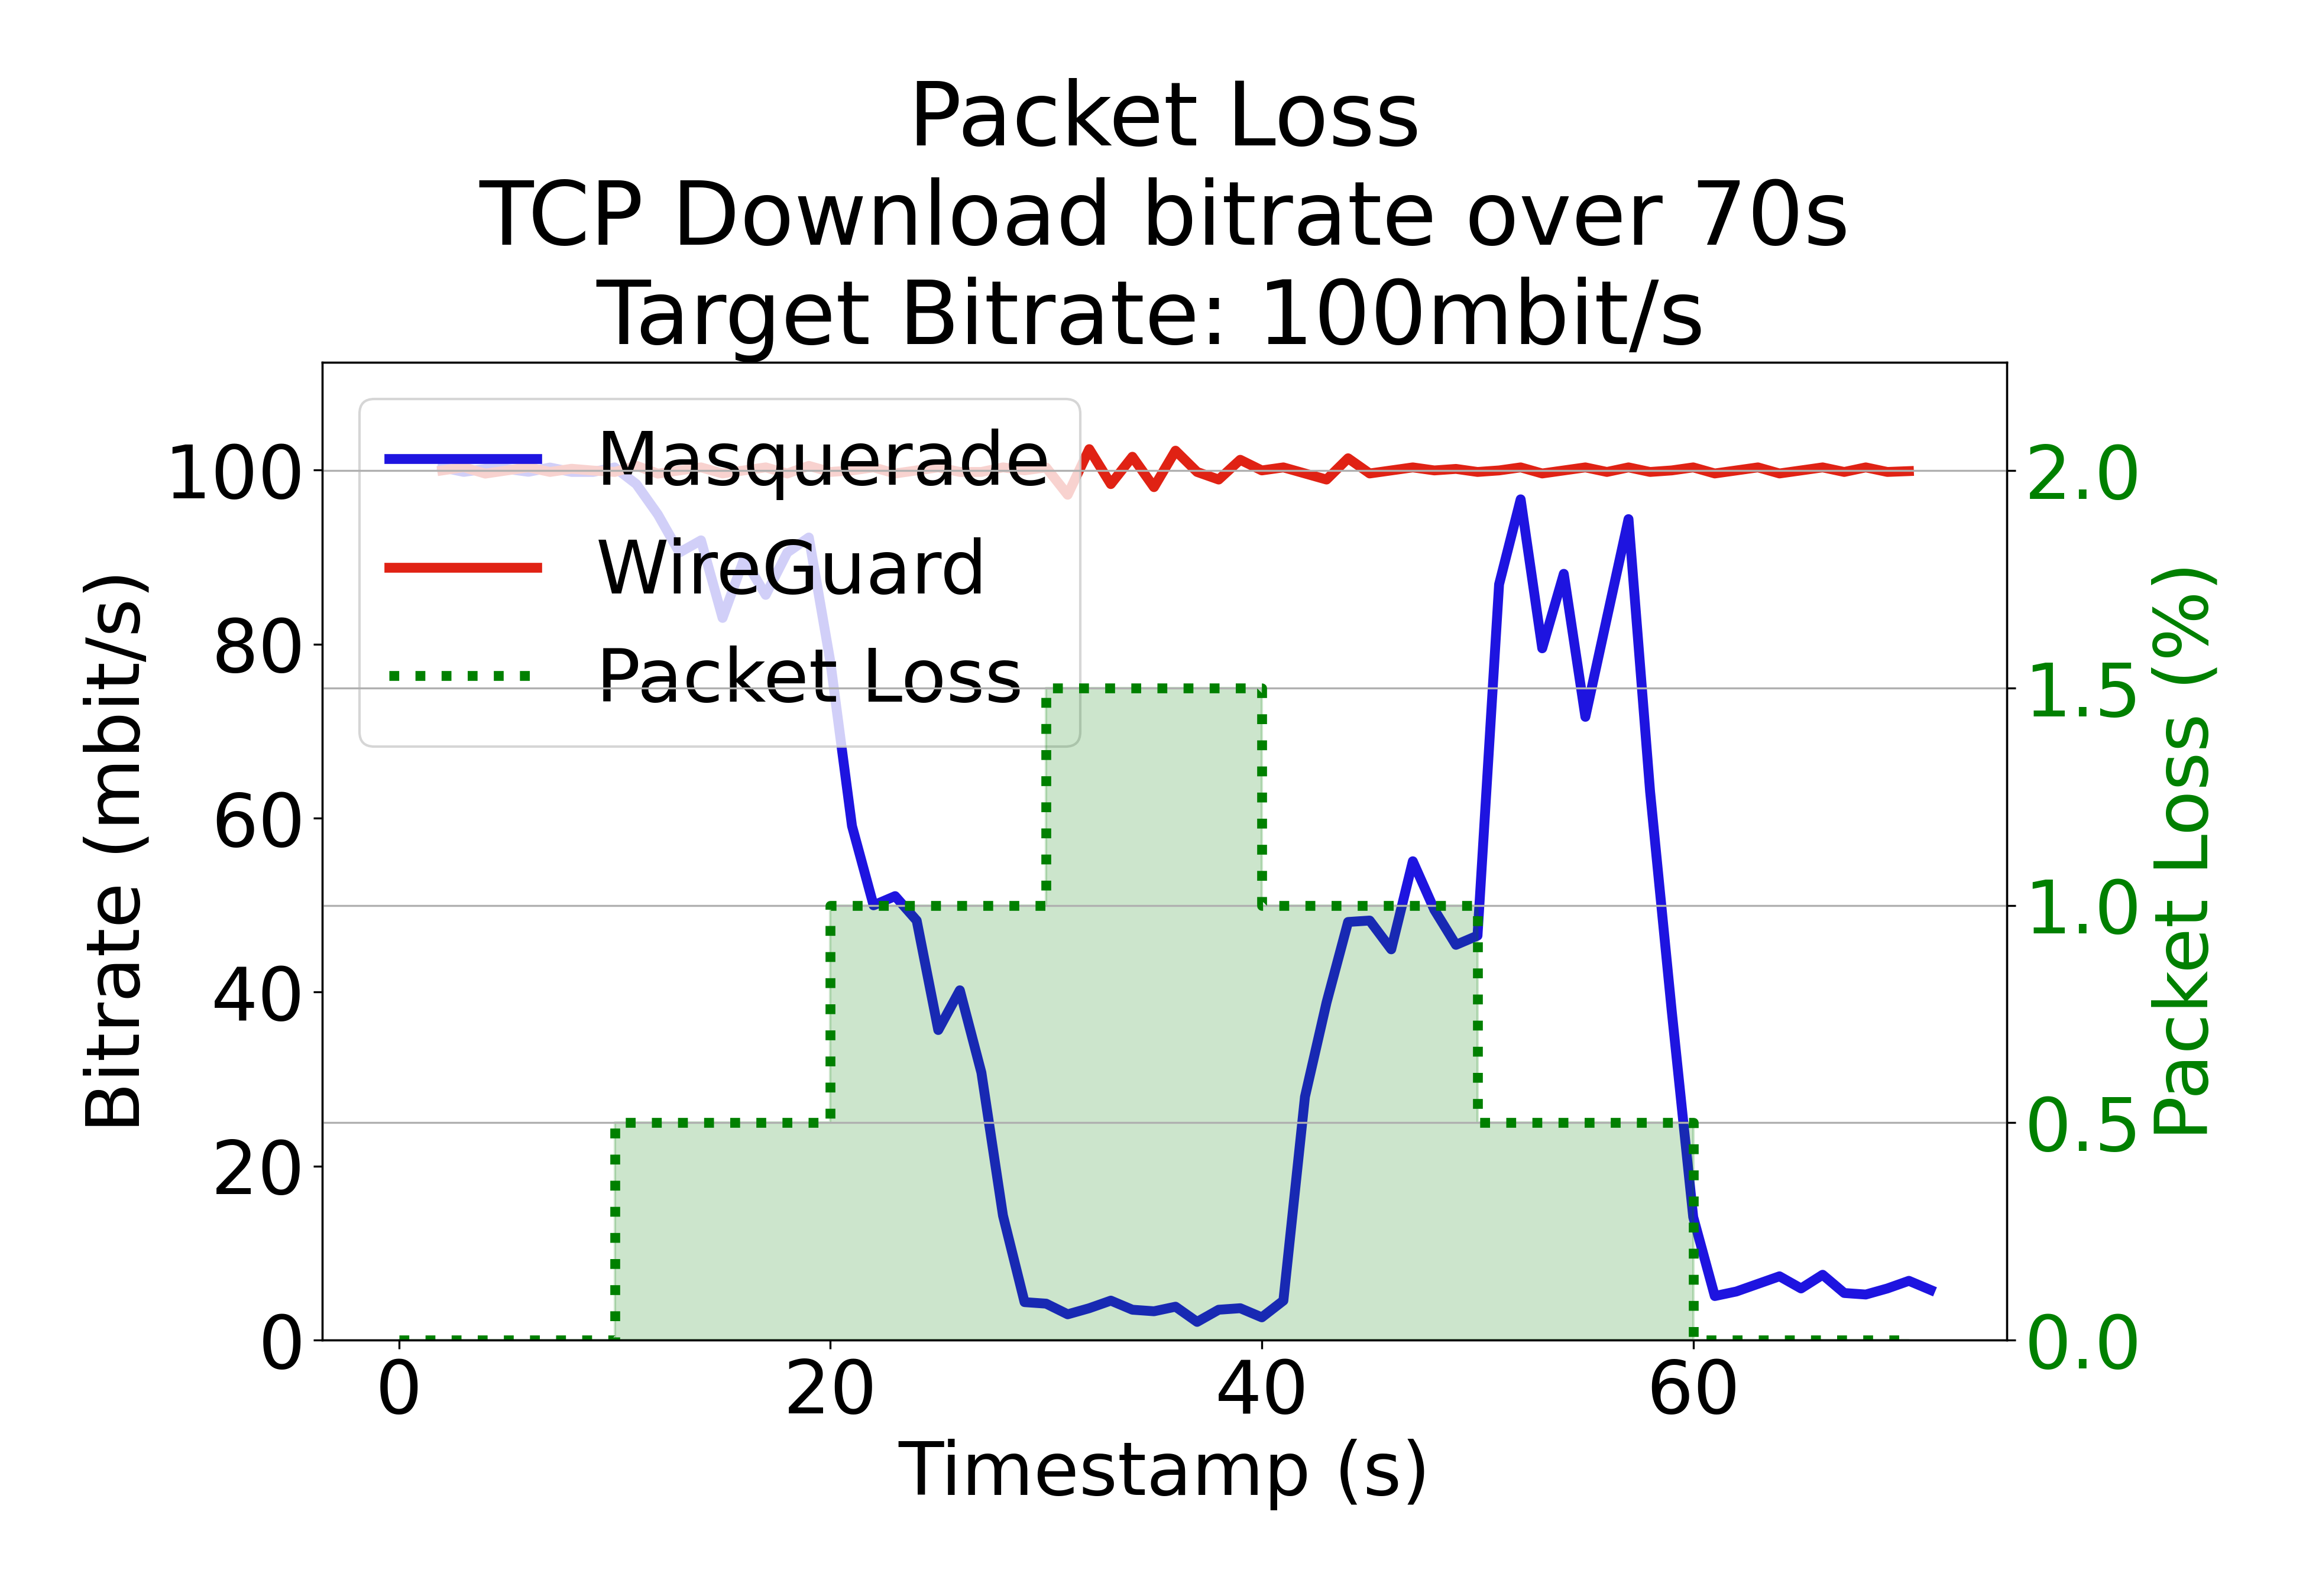 Packet Loss
TCP Download bitrate over 70s
Target Bitrate: 100mbit/s
Masquerade
WireGuard
Packet Loss
Bitrate (mbit/s)
100
80
60
40
20
0
0
20
40
60
Timestamp (s)
2.0
1.5
1.0
0.5
0.0
Packet Loss (%)